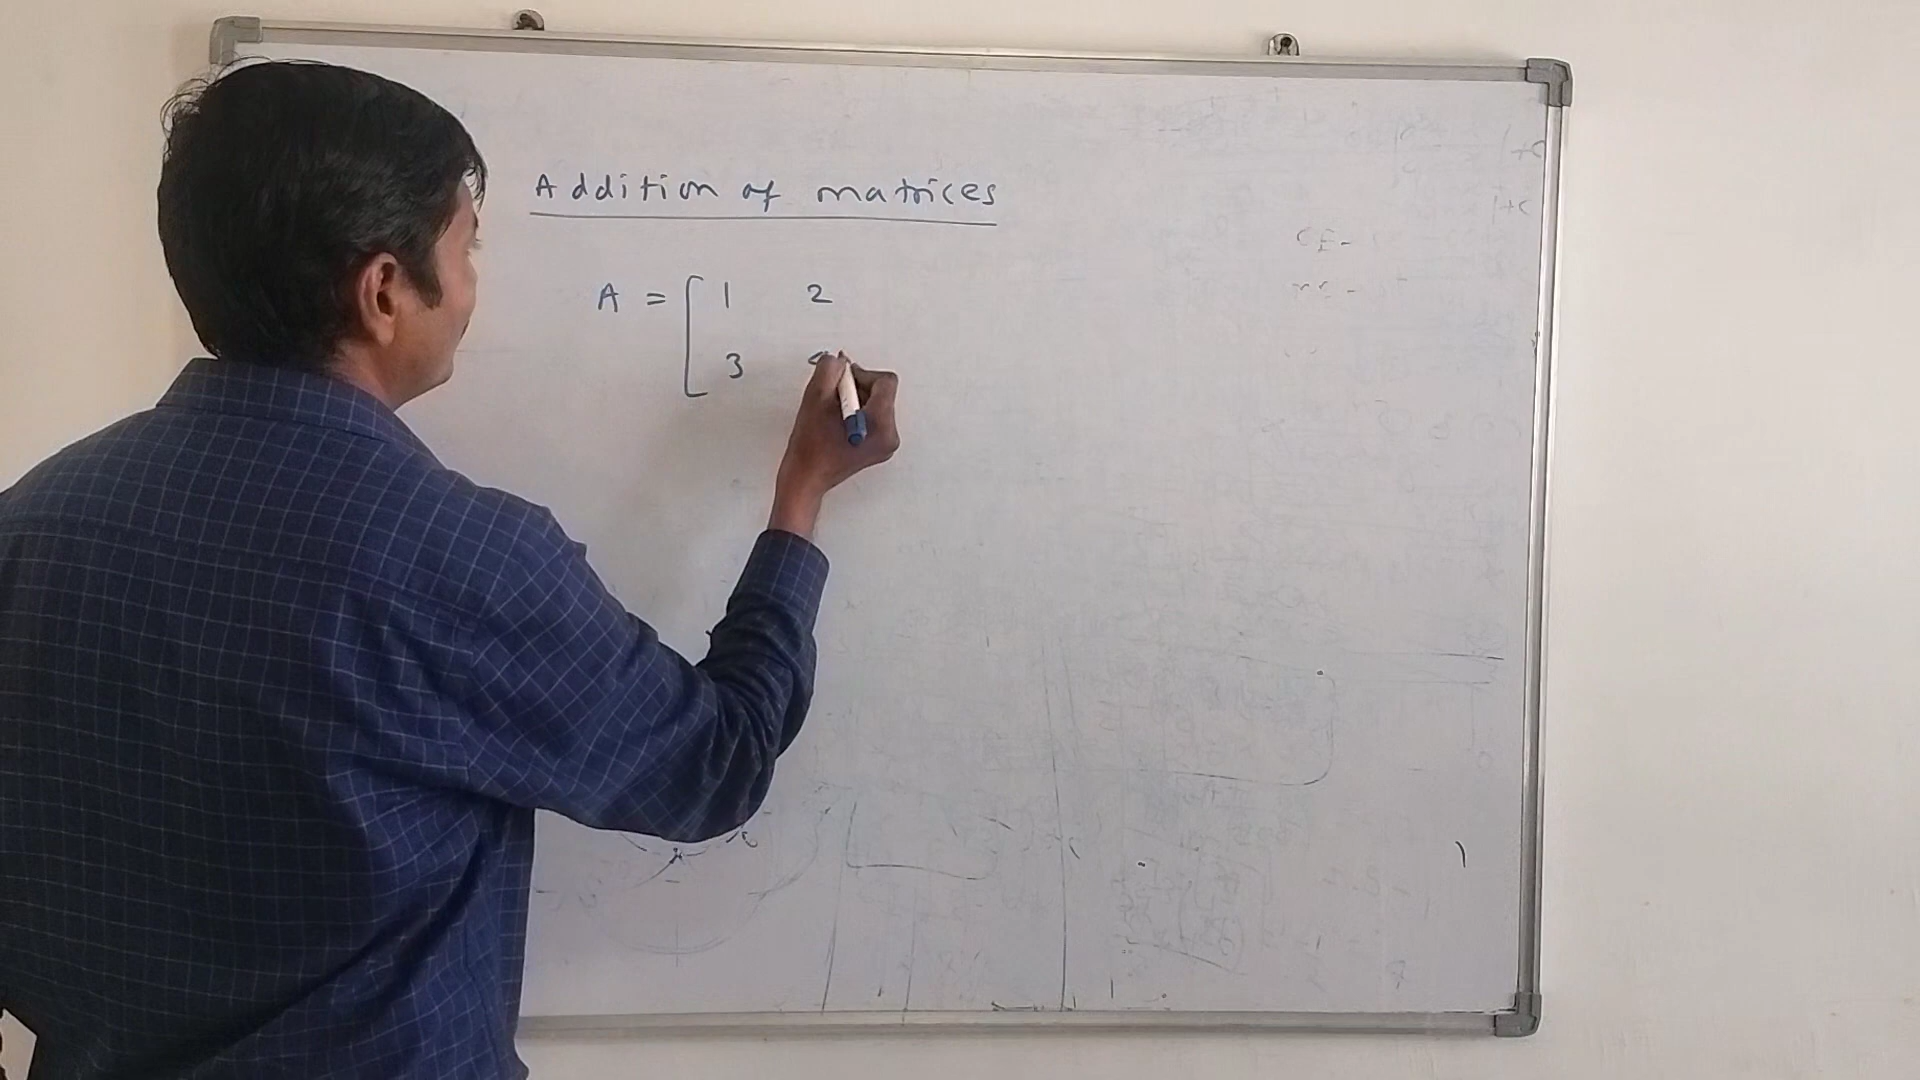 Addition of matrices
A = [ 1 2
3